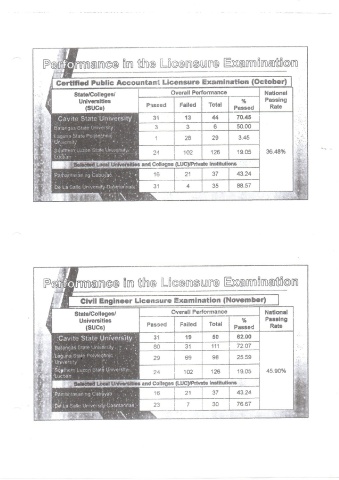 Performance in the Licensure Examination
Certified Public Accountant Licensure Examination (October)
State/Colleges/ Universities (SUCs) Overall Performance National Passing Rate
Passed Failed Total % Passed
Cavite State University 31 13 44 70.45
Batangas State University 3 3 6 50.00
Laguna State Polytechnic University 1 28 29 3.45
Southern Luzon State University- 24 102 126 19.05 36.48%
Selected Local Universities and Colleges (LUC)/Private Institutions
Pamantasan ng Cabuyao 16 21 37 43.24
De La Salle University-Dasmarinas 31 4 35 88.57
Performance in the Licensure Examination
Civil Engineer Licensure Examination (November)
State/Colleges/ Universities (SUCs) Overall Performance National Passing Rate
Passed Failed Total % Passed
Cavite State University 31 19 50 62.00
Batangas State University 80 31 111 72.07
Laguna State Polytechnic University 29 69 98 25.59
Southern Luzon State University- 24 102 126 19.05 45.90%
Selected Local Universities and Colleges (LUC)/Private Institutions
Pamantasan ng Cabuyao 16 21 37 43.24
De La Salle University-Dasmarinas 23 7 30 76.67